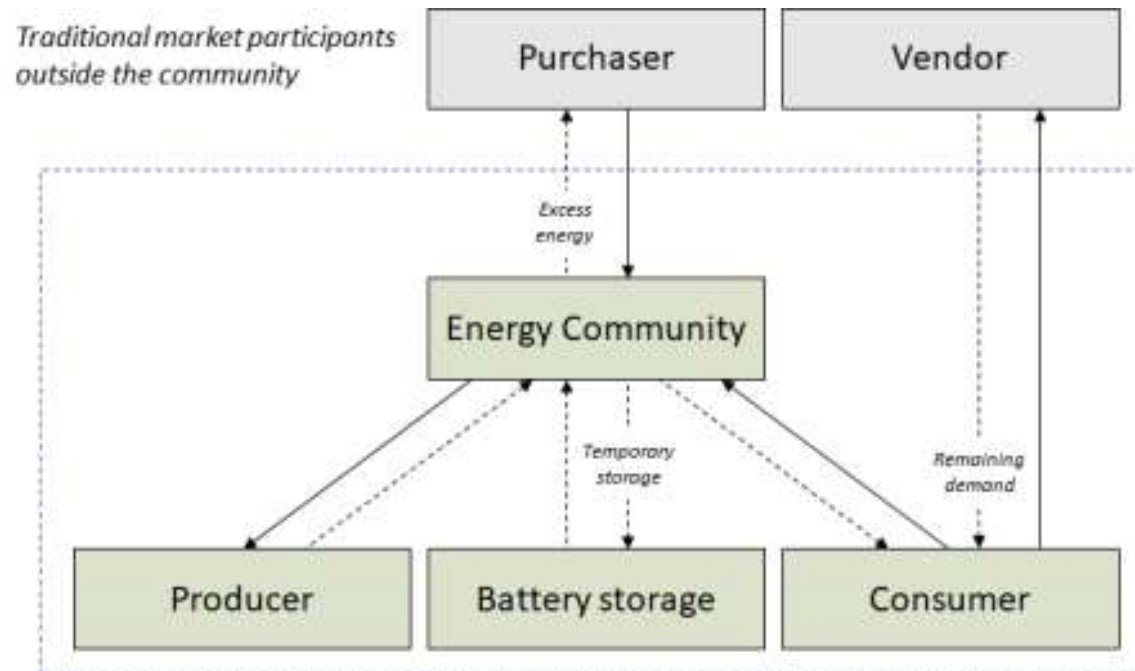 Traditional market participants
outside the community
Purchaser
Vendor
Excess
energy
Energy Community
Temporary
storage
Remaining
demand
Producer
Battery storage
Consumer